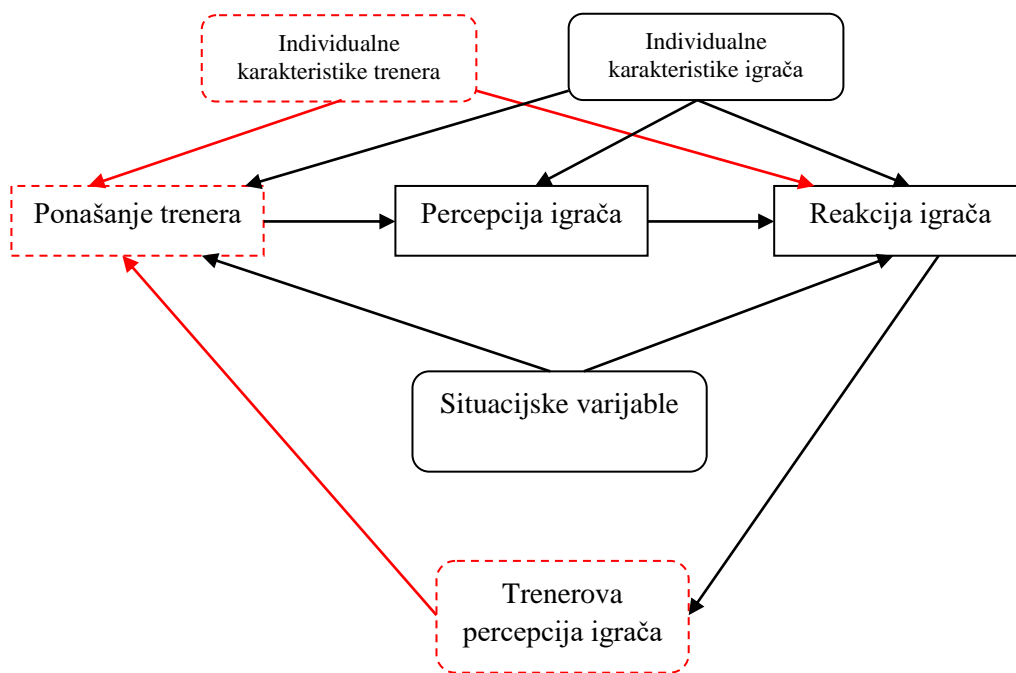 Individualne
karakteristike trenera
Individualne
karakteristike igrača
Ponašanje trenera
Percepcija igrača
Reakcija igrača
Situacijske varijable
Trenerova
percepcija igrača